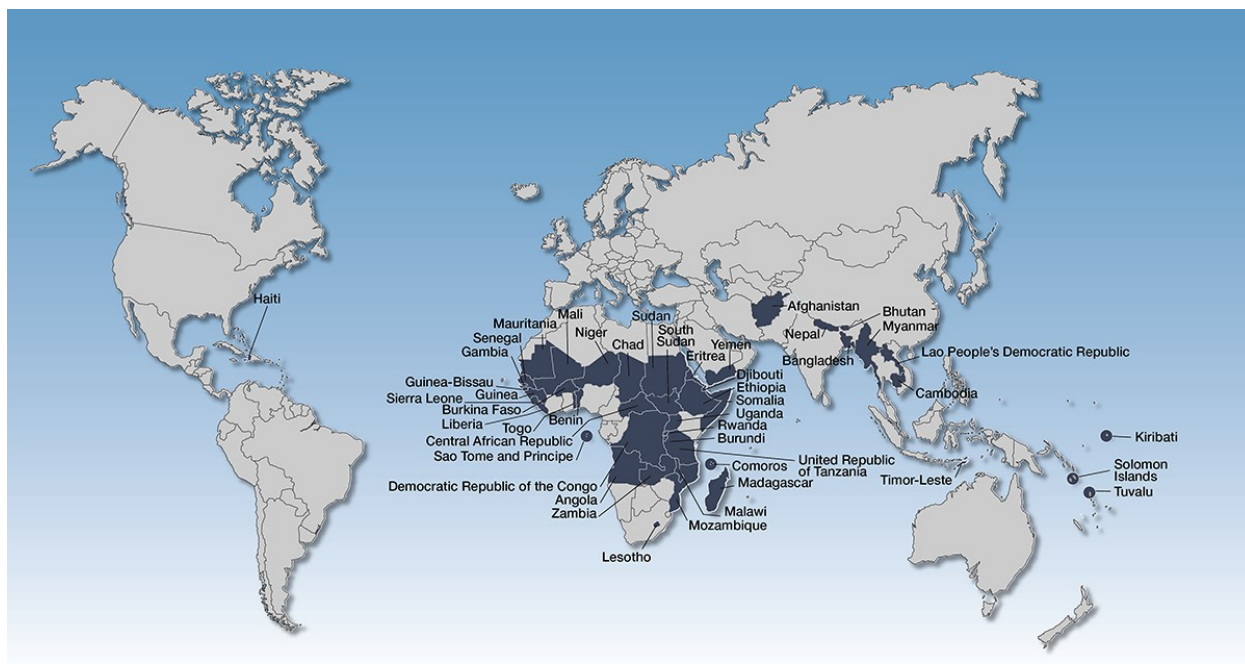 Haiti
Mali
Sudan
Mauritania
Niger
South
Sudan
Senegal
Chad
Yemen
Gambia
Eritrea
Afghanistan
Bhutan
Nepal
Myanmar
Bangladesh
Lao People's Democratic Republic
Cambodia
Guinea-Bissau
Guinea
Sierra Leone
Burkina Faso
Liberia
Togo
Benin
Central African Republic
Sao Tome and Principe
Djibouti
Ethiopia
Somalia
Uganda
Rwanda
Burundi
United Republic
of Tanzania
Comoros
Madagascar
Democratic Republic of the Congo
Angola
Zambia
Malawi
Mozambique
Lesotho
Timor-Leste
Kiribati
Solomon
Islands
Tuvalu